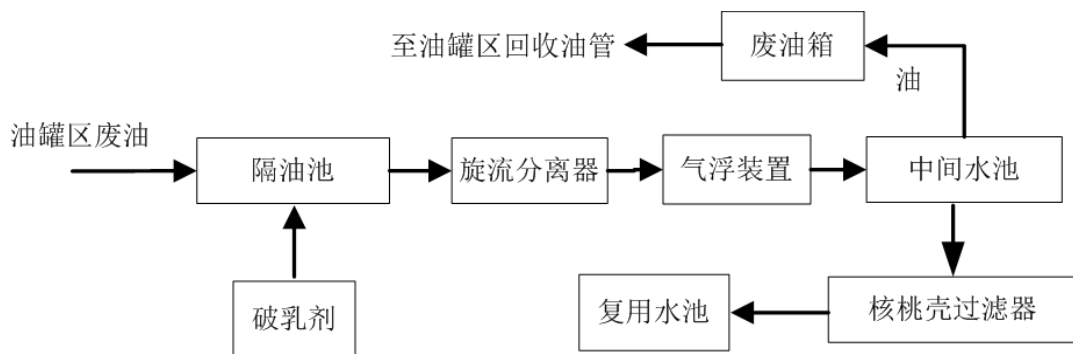 至油罐区回收油管
废油箱
油
油罐区废油
隔油池
旋流分离器
气浮装置
中间水池
破乳剂
复用水池
核桃壳过滤器